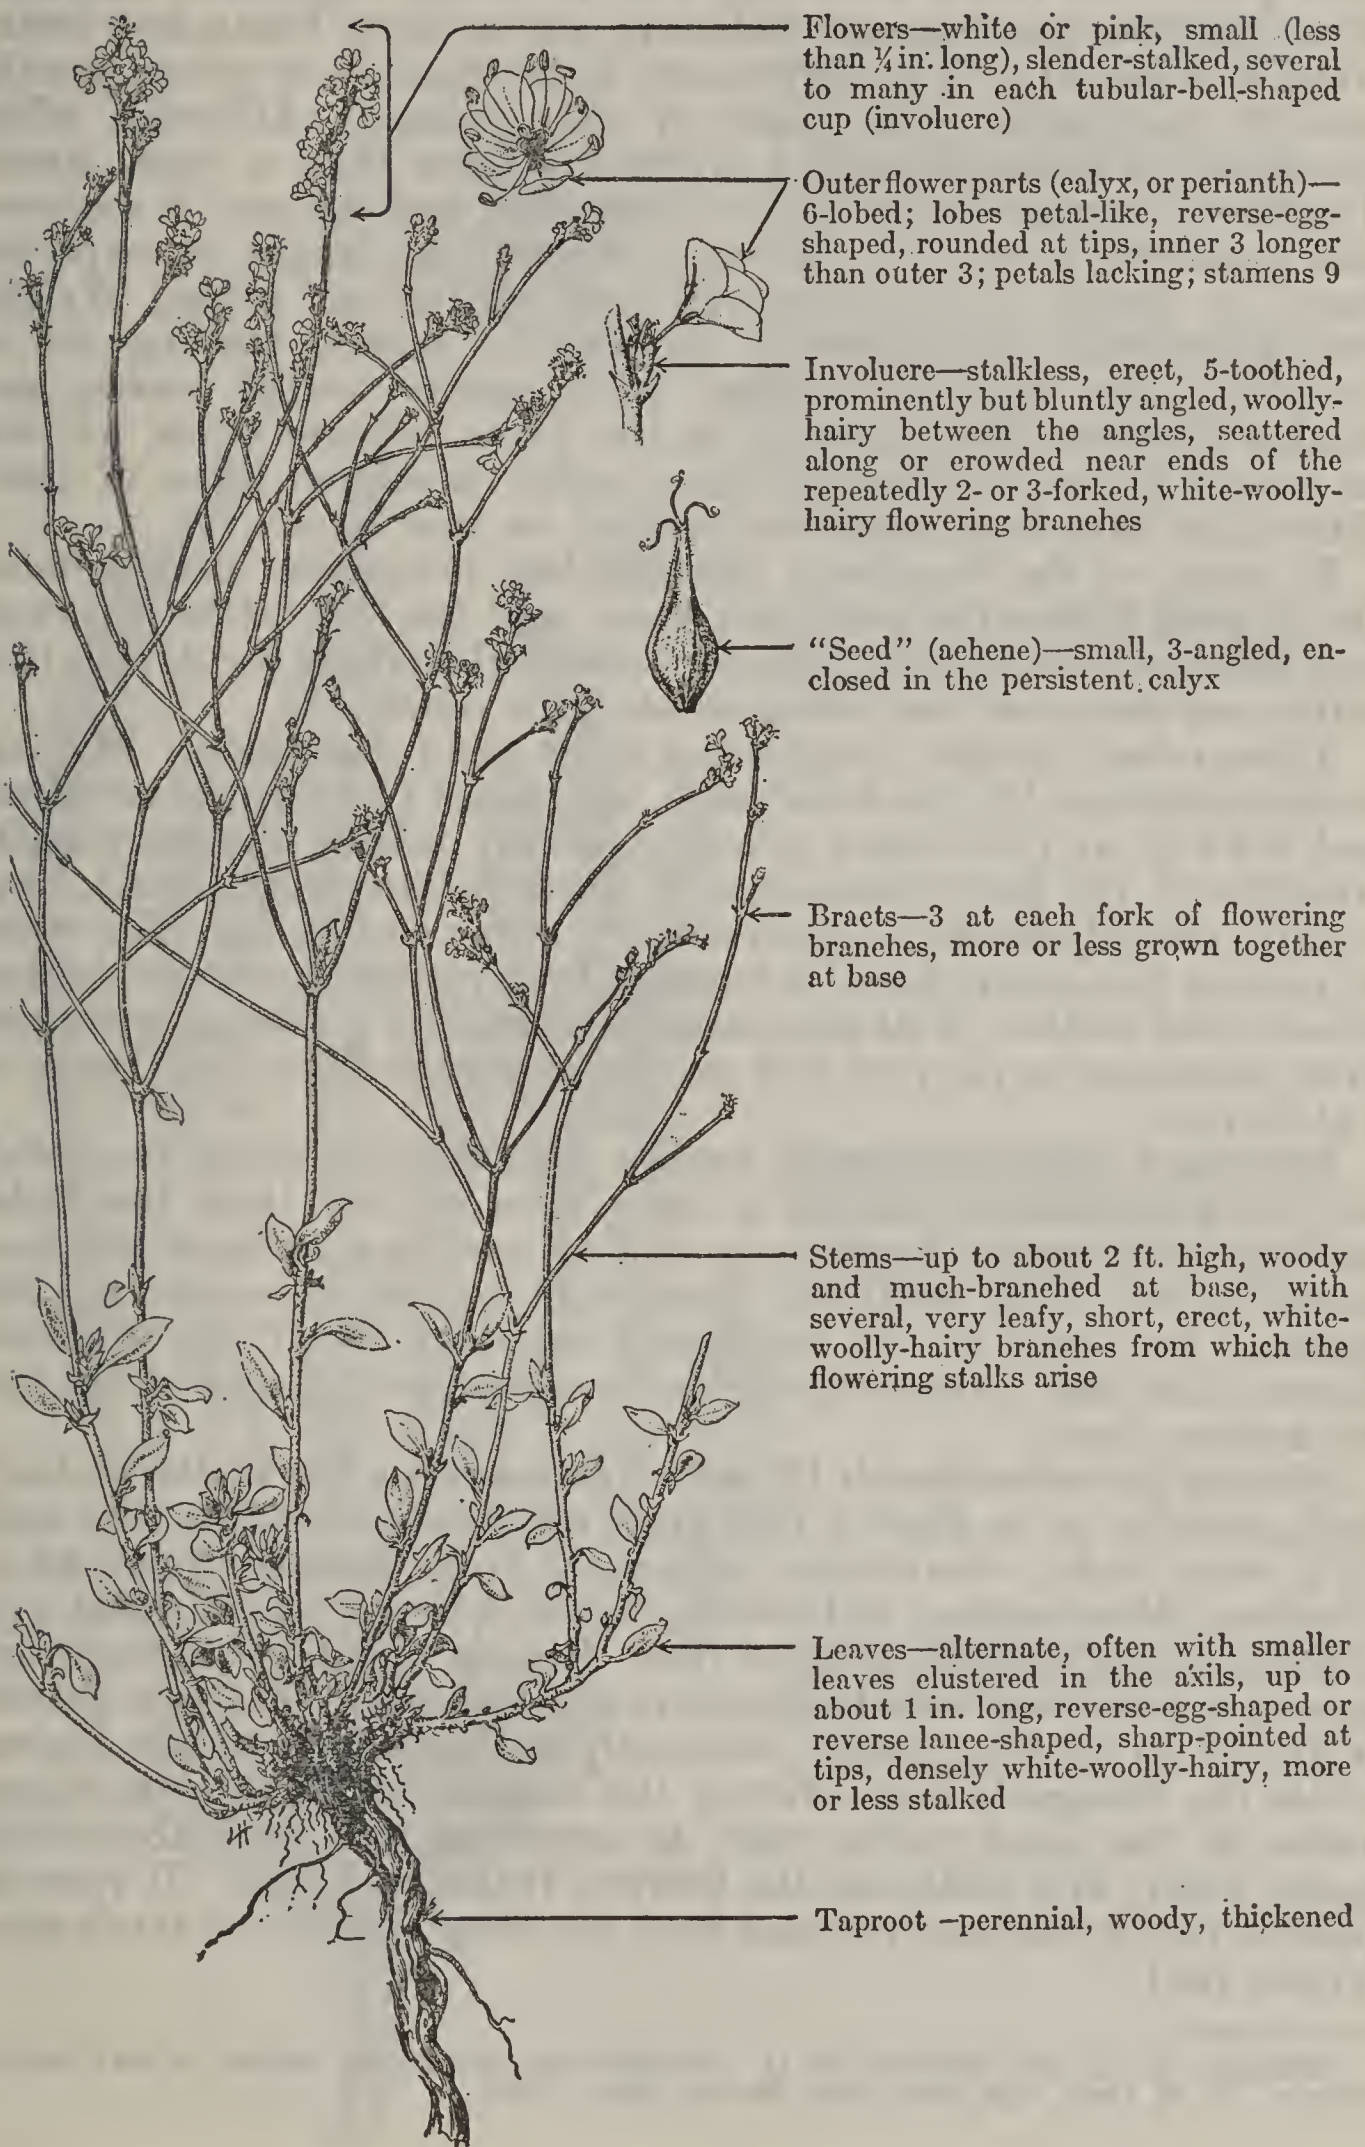 Flowers—white or pink, small (less
than ¼ in. long), slender-stalked, several
to many in each tubular-bell-shaped
cup (involucre)
Outer flower parts (calyx, or perianth)—
6-lobed; lobes petal-like, reverse-egg-
shaped, rounded at tips, inner 3 longer
than outer 3; petals lacking; stamens 9
Involucre—stalkless, erect, 5-toothed,
prominently but bluntly angled, woolly-
hairy between the angles, scattered
along or crowded near ends of the
repeatedly 2- or 3-forked, white-woolly-
hairy flowering branches
"Seed" (achene)—small, 3-angled, en-
closed in the persistent calyx
Bracts—3 at each fork of flowering
branches, more or less grown together
at base
Stems—up to about 2 ft. high, woody
and much-branched at base, with
several, very leafy, short, erect, white-
woolly-hairy branches from which the
flowering stalks arise
Leaves—alternate, often with smaller
leaves clustered in the axils, up to
about 1 in. long, reverse-egg-shaped or
reverse lance-shaped, sharp-pointed at
tips, densely white-woolly-hairy, more
or less stalked
Taproot—perennial, woody, thickened